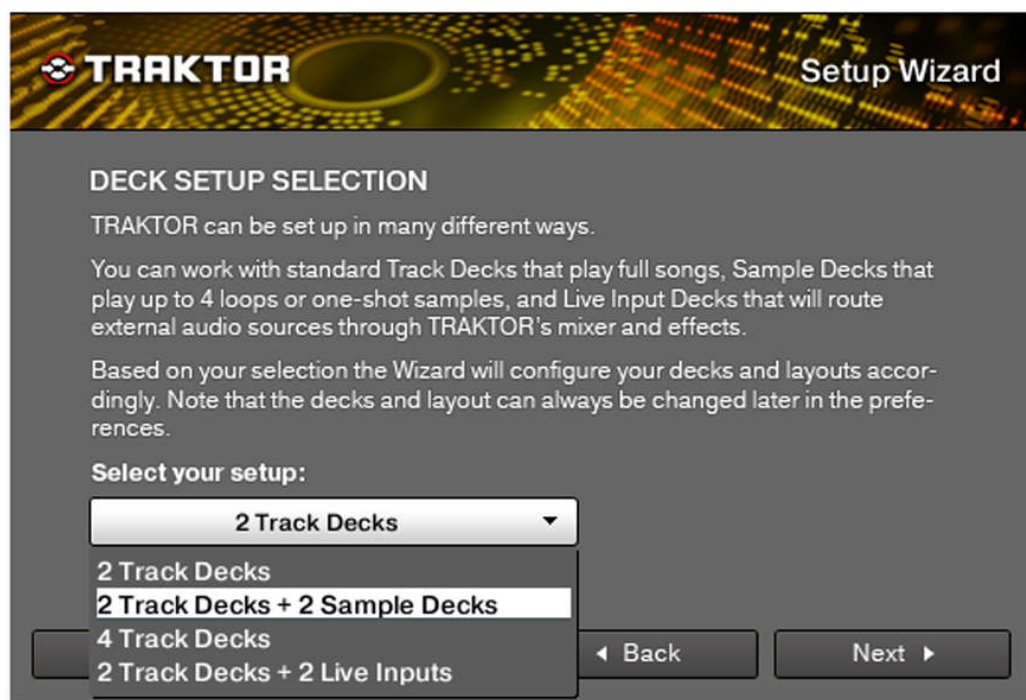 TRAKTOR
Setup Wizard
DECK SETUP SELECTION
TRAKTOR can be set up in many different ways.
You can work with standard Track Decks that play full songs, Sample Decks that
play up to 4 loops or one-shot samples, and Live Input Decks that will route
external audio sources through TRAKTOR's mixer and effects.
Based on your selection the Wizard will configure your decks and layouts accor-
dingly. Note that the decks and layout can always be changed later in the prefe-
rences.
Select your setup:
2 Track Decks
2 Track Decks
2 Track Decks + 2 Sample Decks
4 Track Decks
2 Track Decks + 2 Live Inputs
Back
Next